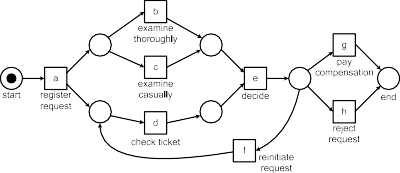 b
examine
thoroughly
g
pay
compensation
start
a
register
request
c
examine
casually
e
decide
end
d
check ticket
h
reject
request
f
reinitiate
request